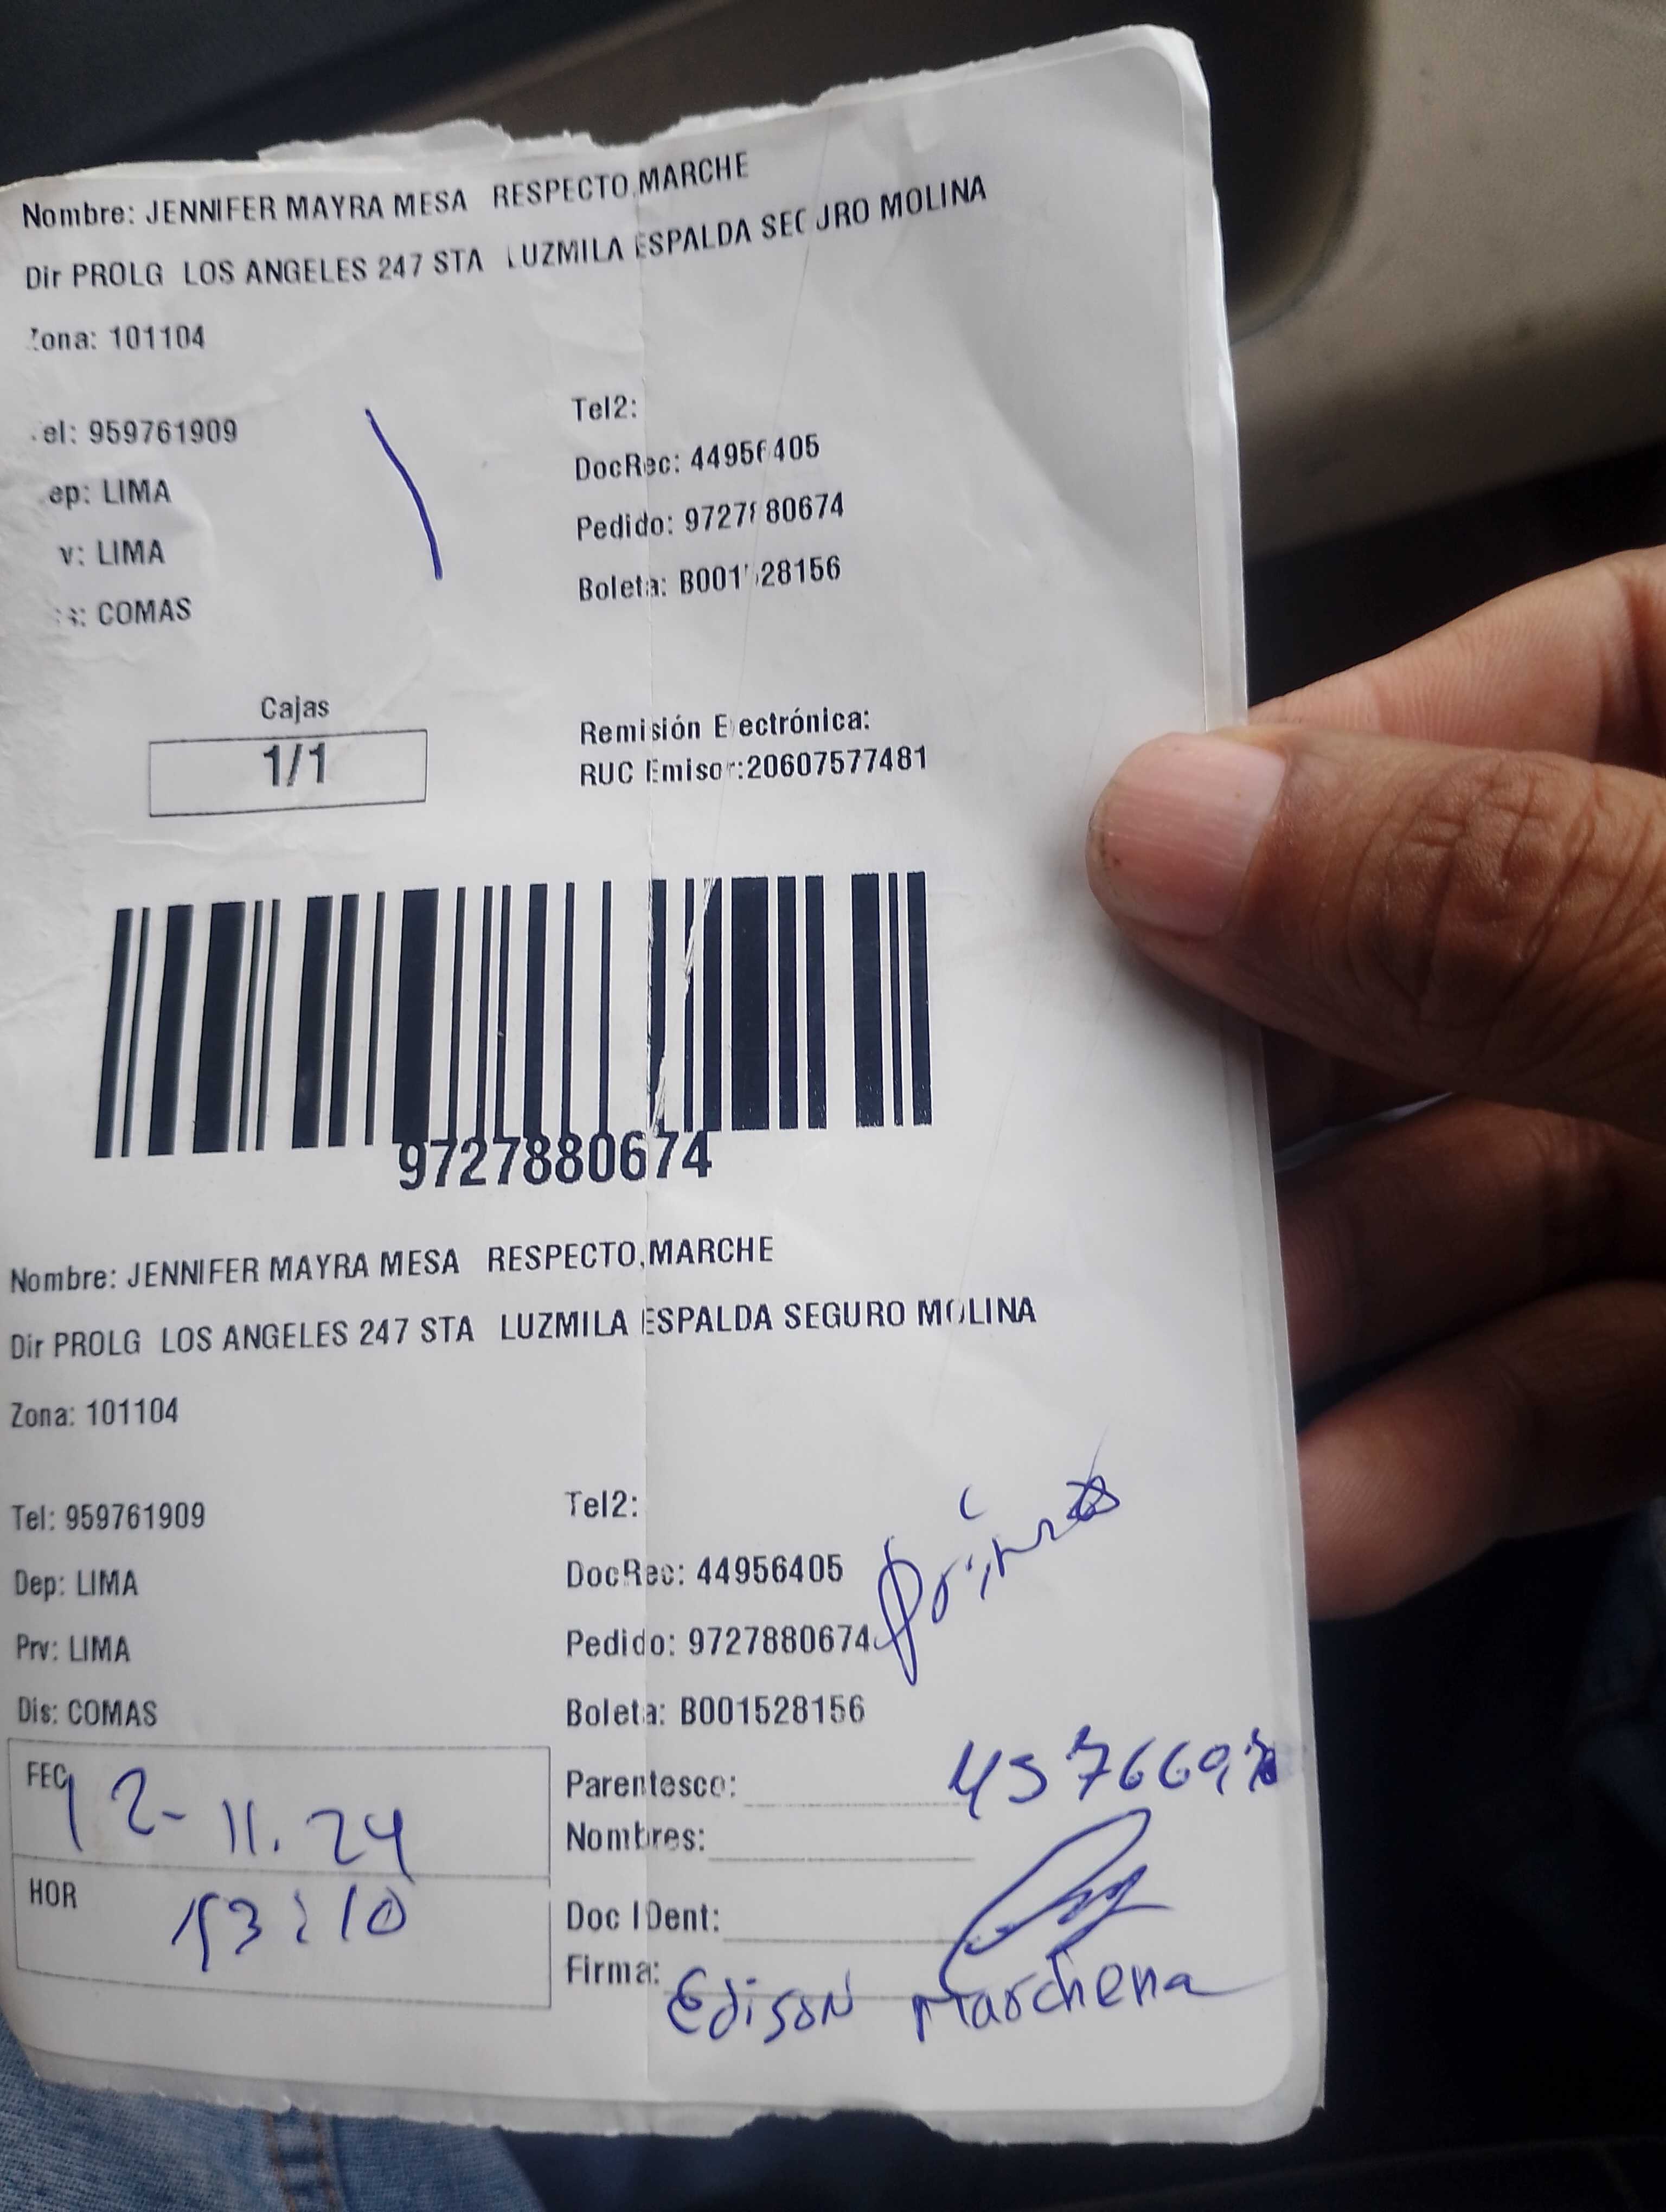 Nombre: JENNIFER MAYRA MESA RESPECTO,MARCHE
Dir PROLG LOS ANGELES 247 STA LUZMILA ESPALDA SEGURO MOLINA
Zona: 101104
Tel: 959761909
Tel2:
Dep: LIMA
DocRec: 44956405
Prv: LIMA
Pedido: 9727880674
Dis: COMAS
Boleta: B001528156
Cajas
1/1
Remisión Electrónica:
RUC Emisor:20607577481
9727880674
Nombre: JENNIFER MAYRA MESA RESPECTO,MARCHE
Dir PROLG LOS ANGELES 247 STA LUZMILA ESPALDA SEGURO MOLINA
Zona: 101104
Tel: 959761909
Tel2:
Dep: LIMA
DocRec: 44956405
Prv: LIMA
Pedido: 9727880674
Dis: COMAS
Boleta: B001528156
FEC 12-11.24
Parentesco:
Nombres:
HOR 13:10
Doc IDent:
Firma: Edison Marchena